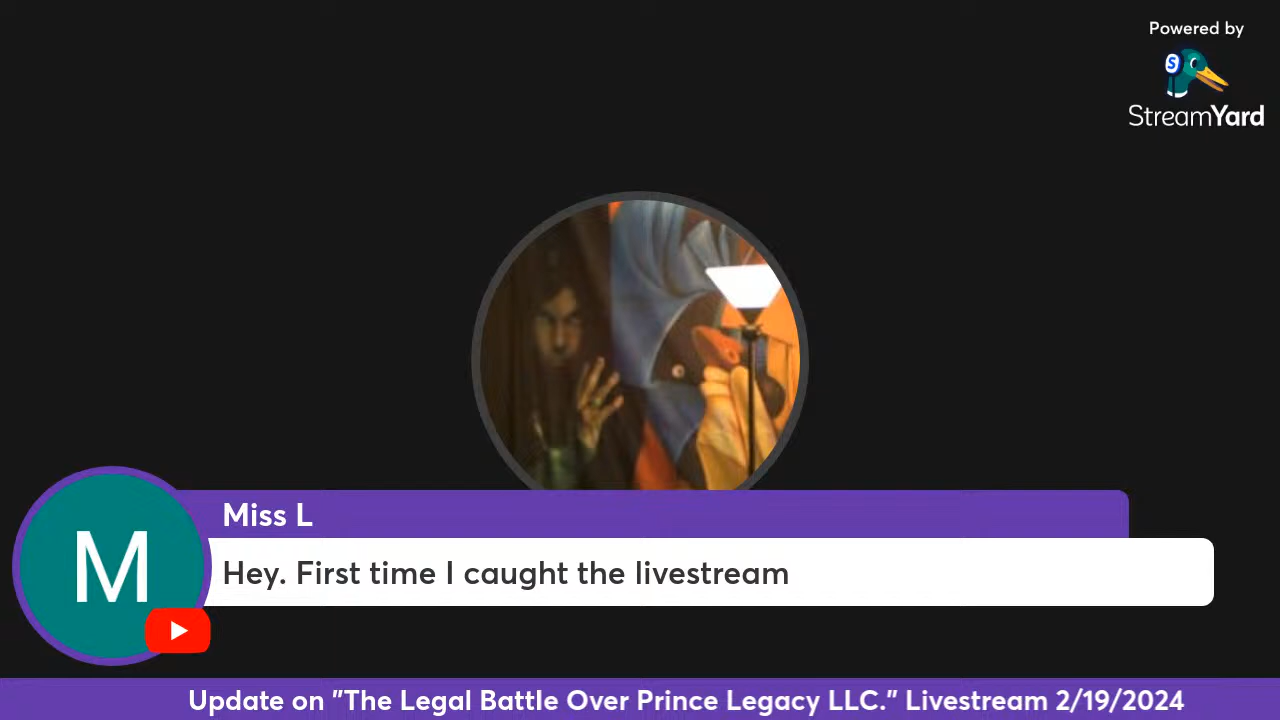 Powered by
S
StreamYard
Miss L
M
Hey. First time I caught the livestream
Update on "The Legal Battle Over Prince Legacy LLC." Livestream 2/19/2024